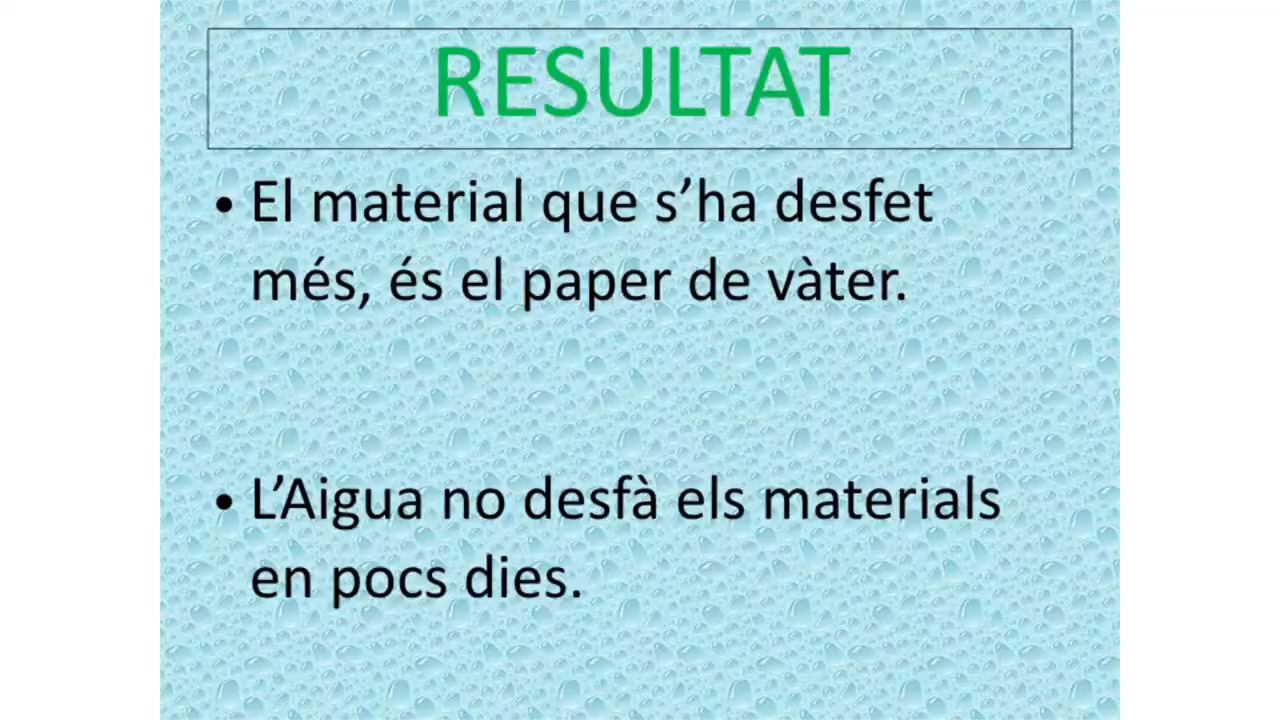 RESULTAT
• El material que s’ha desfet
més, és el paper de vàter.
• L’Aigua no desfà els materials
en pocs dies.